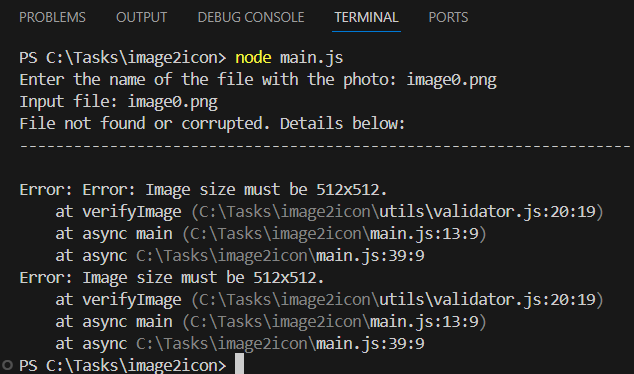 PROBLEMS OUTPUT DEBUG CONSOLE TERMINAL PORTS
PS C:\Tasks\image2icon> node main.js
Enter the name of the file with the photo: image0.png
Input file: image0.png
File not found or corrupted. Details below:
--------------------------------------------------------------------
Error: Error: Image size must be 512x512.
    at verifyImage (C:\Tasks\image2icon\utils\validator.js:20:19)
    at async main (C:\Tasks\image2icon\main.js:13:9)
    at async C:\Tasks\image2icon\main.js:39:9
Error: Image size must be 512x512.
    at verifyImage (C:\Tasks\image2icon\utils\validator.js:20:19)
    at async main (C:\Tasks\image2icon\main.js:13:9)
    at async C:\Tasks\image2icon\main.js:39:9
PS C:\Tasks\image2icon>